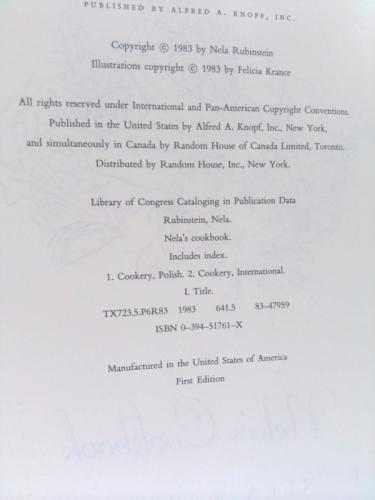 PUBLISHED BY ALFRED A. KNOPF, INC.
Copyright © 1983 by Nela Rubinstein
Illustrations copyright © 1983 by Felicia Krance
All rights reserved under International and Pan-American Copyright Conventions.
Published in the United States by Alfred A. Knopf, Inc., New York,
and simultaneously in Canada by Random House of Canada Limited, Toronto.
Distributed by Random House, Inc., New York.
Library of Congress Cataloging in Publication Data
Rubinstein, Nela.
Nela's cookbook.
Includes index.
1. Cookery, Polish. 2. Cookery, International.
I. Title.
TX723.5.P6R83 1983 641.5 83-47959
ISBN 0-394-51761-X
Manufactured in the United States of America
First Edition